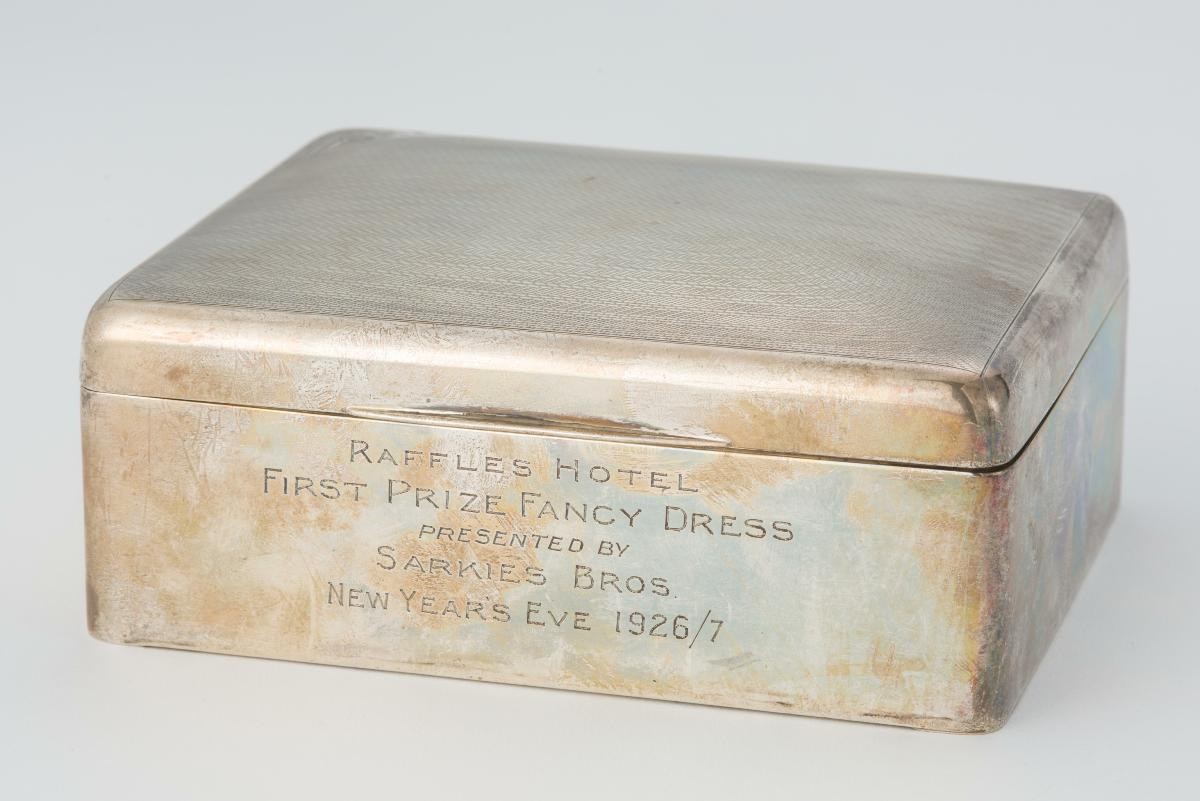 RAFFLES HOTEL
FIRST PRIZE FANCY DRESS
PRESENTED BY
SARKIES BROS.
NEW YEAR'S EVE 1926/7